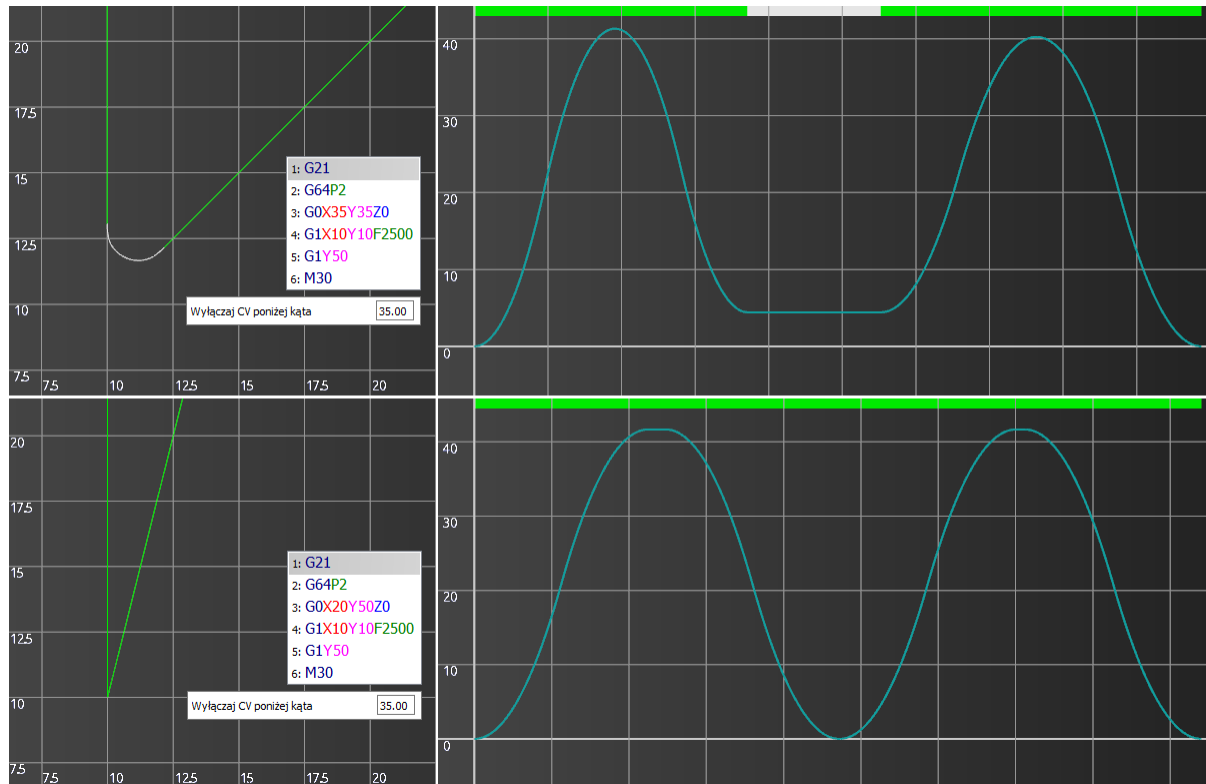 20
17.5
15
12.5
10
7.5
7.5 10 12.5 15 17.5 20
1: G21
2: G64P2
3: G0X35Y35Z0
4: G1X10Y10F2500
5: G1Y50
6: M30
Wyłączaj CV poniżej kąta 35.00
40
30
20
10
0
20
17.5
15
12.5
10
7.5
7.5 10 12.5 15 17.5 20
1: G21
2: G64P2
3: G0X20Y50Z0
4: G1X10Y10F2500
5: G1Y50
6: M30
Wyłączaj CV poniżej kąta 35.00
40
30
20
10
0